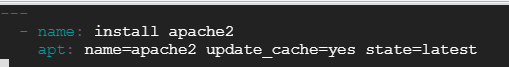 ---
- name: install apache2
apt: name=apache2 update_cache=yes state=latest